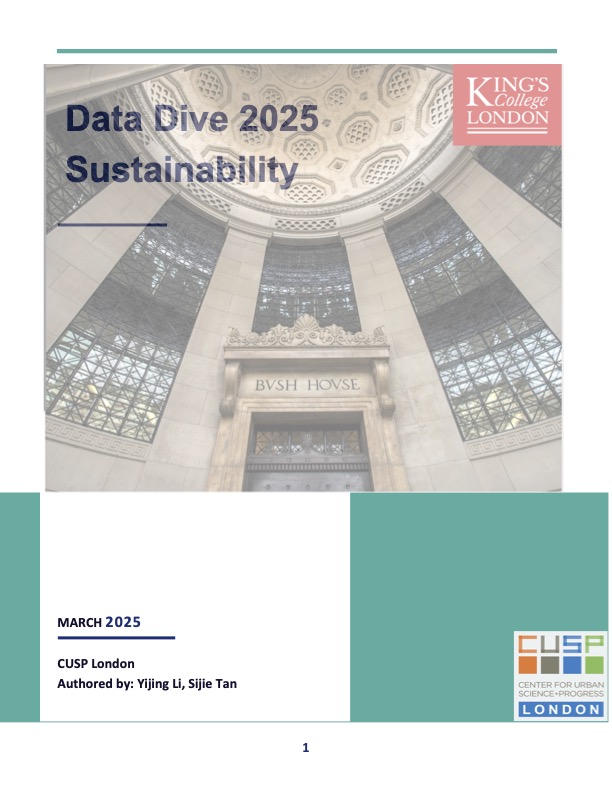 Data Dive 2025
Sustainability
KING'S
College
LONDON
BVSH HOVSE
MARCH 2025
CUSP London
Authored by: Yijing Li, Sijie Tan
CUSP
CENTER FOR URBAN
SCIENCE+PROGRESS
LONDON
1